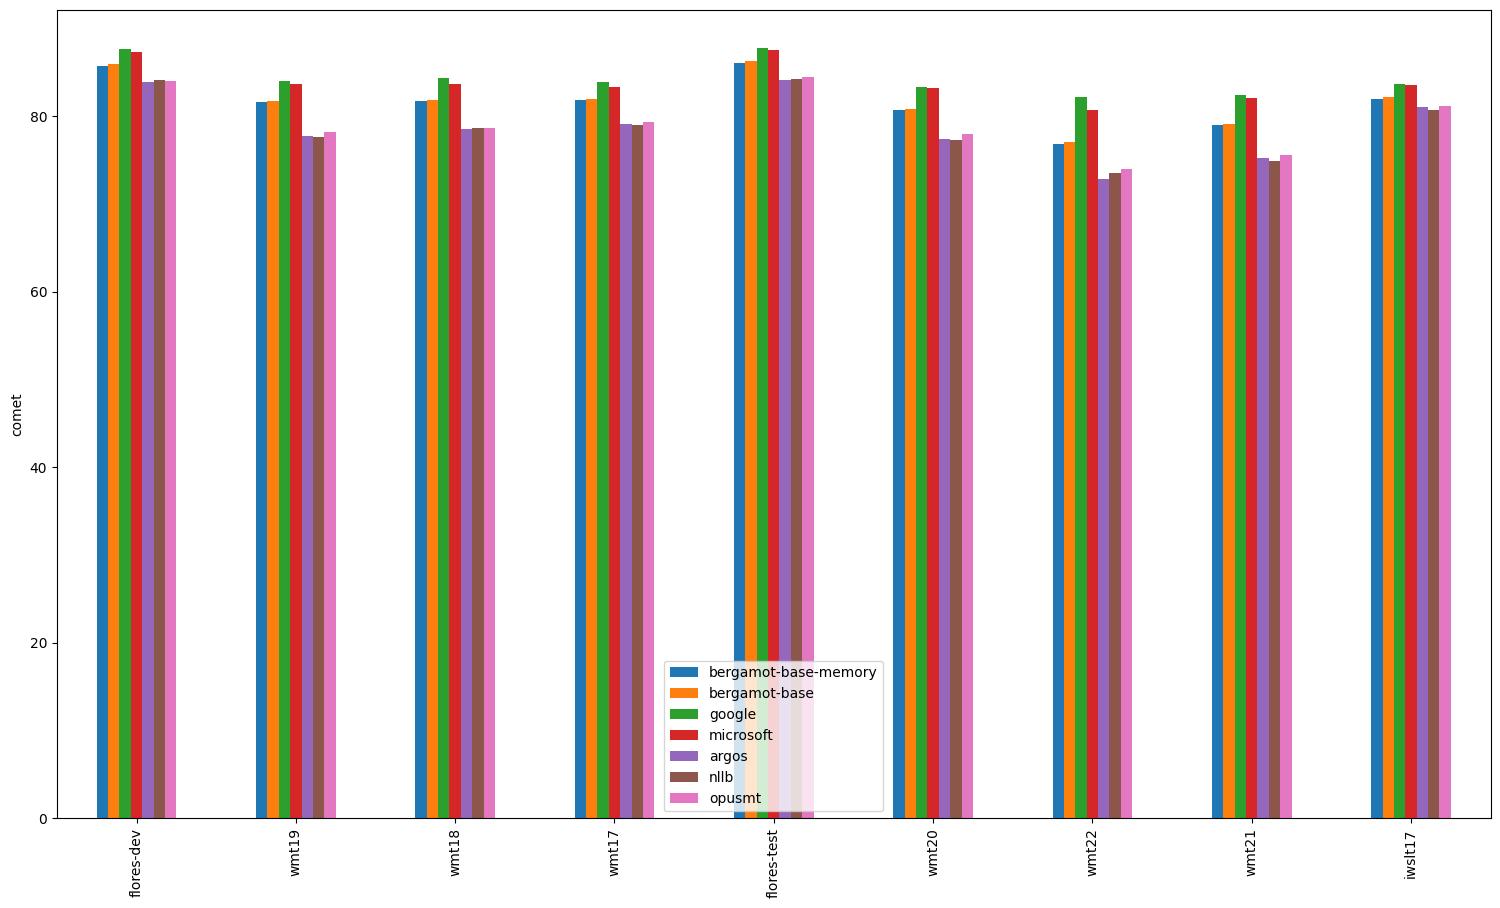 comet
80
60
40
20
0
bergamot-base-memory
bergamot-base
google
microsoft
argos
nllb
opusmt
flores-dev
wmt19
wmt18
wmt17
flores-test
wmt20
wmt22
wmt21
iwslt17